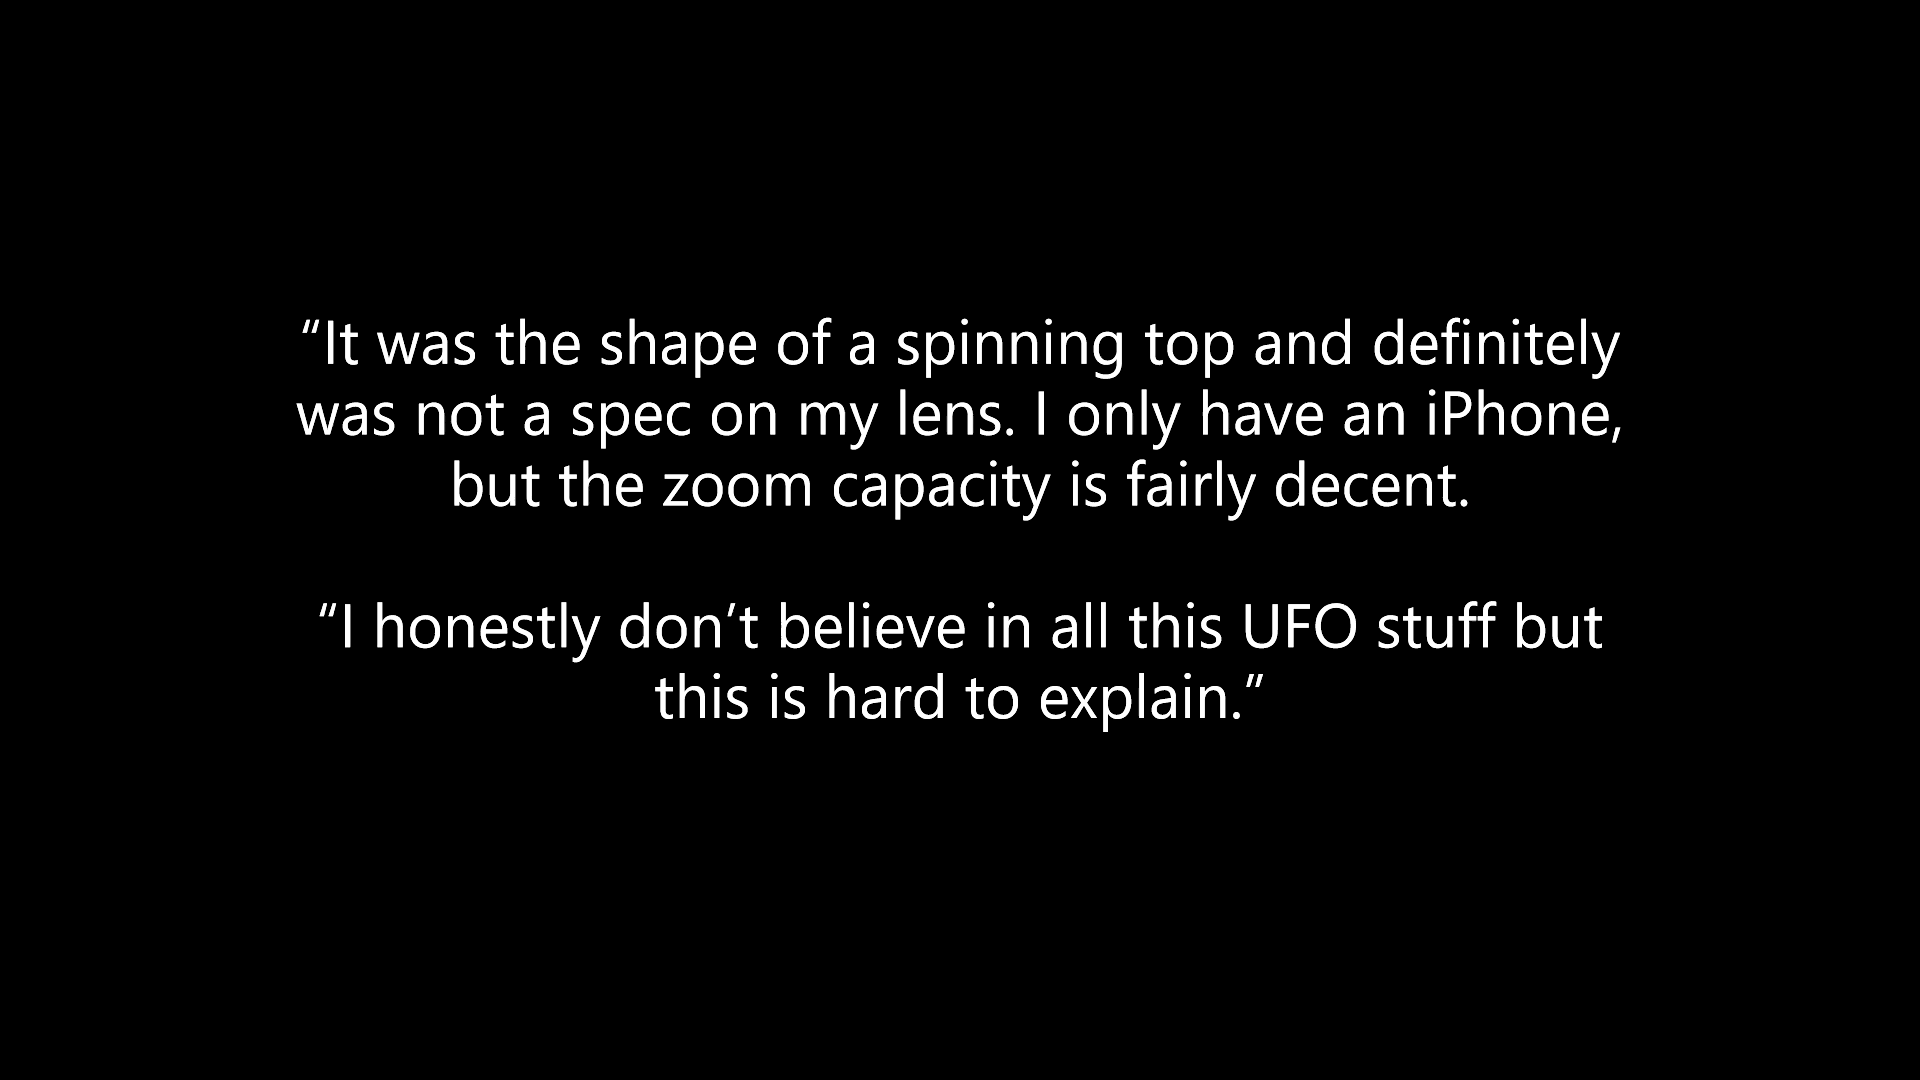 “It was the shape of a spinning top and definitely
was not a spec on my lens. I only have an iPhone,
but the zoom capacity is fairly decent.
“I honestly don’t believe in all this UFO stuff but
this is hard to explain.”